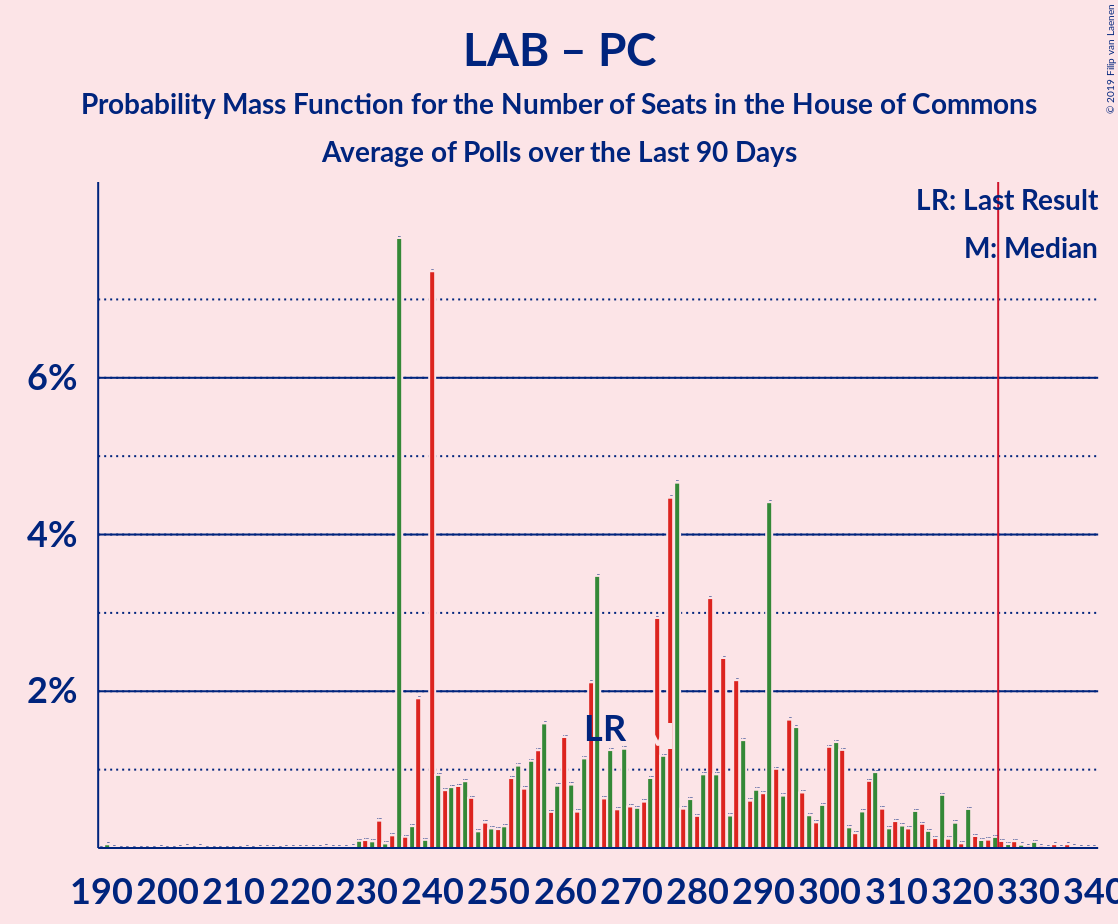 LAB – PC
Probability Mass Function for the Number of Seats in the House of Commons
Average of Polls over the Last 90 Days
© 2019 Filip van Laenen
LR: Last Result
M: Median
6%
4%
2%
LR
190 200 210 220 230 240 250 260 270 280 290 300 310 320 330 340